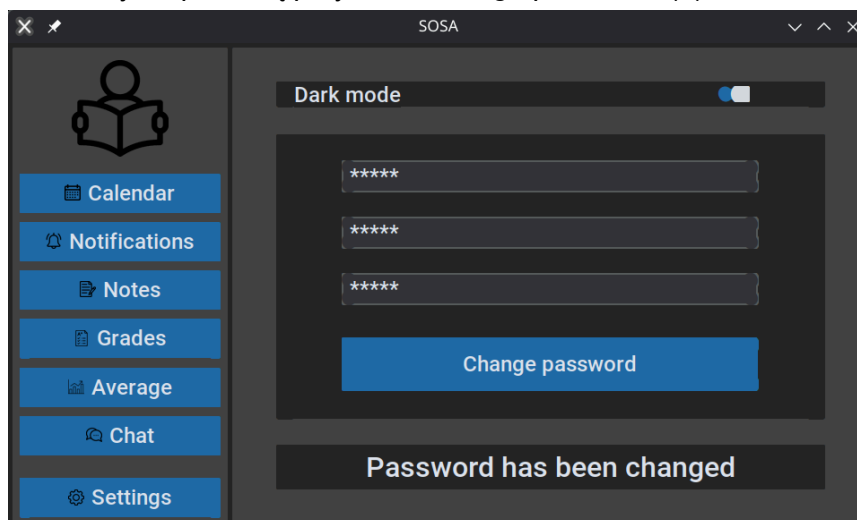 SOSA
Calendar
Notifications
Notes
Grades
Average
Chat
Settings
Dark mode
*****
*****
*****
Change password
Password has been changed